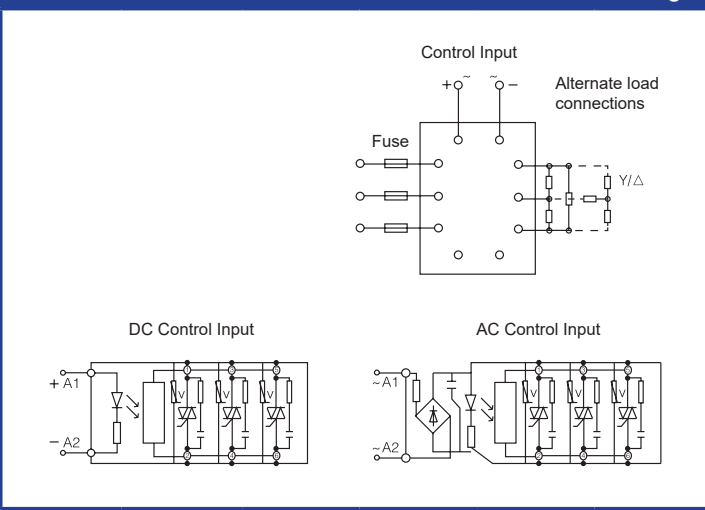 Control Input
+ ~ ~ −
Alternate load
connections
Fuse
Y/△
DC Control Input
AC Control Input
+ A1
− A2
V V V
~A1
~A2
V V V